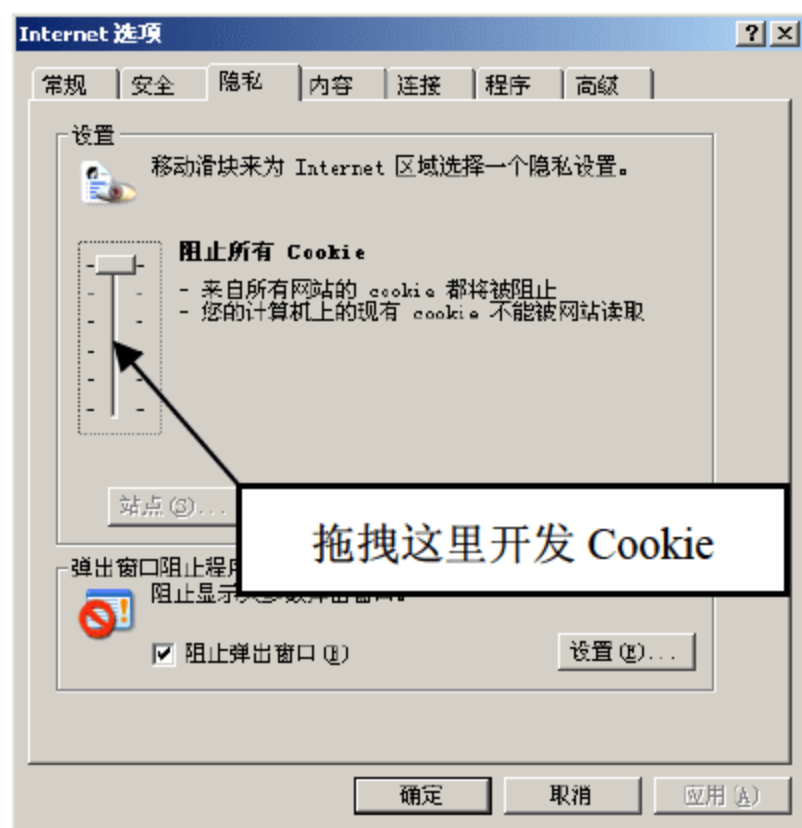 Internet 选项
常规 安全 隐私 内容 连接 程序 高级
设置
移动滑块来为 Internet 区域选择一个隐私设置。
阻止所有 Cookie
- 来自所有网站的 cookie 都将被阻止
- 您的计算机上的现有 cookie 不能被网站读取
站点(S)...
拖拽这里开发 Cookie
弹出窗口阻止程
阻止显示
阻止弹出窗口(B)
设置(E)...
确定 取消 应用(A)